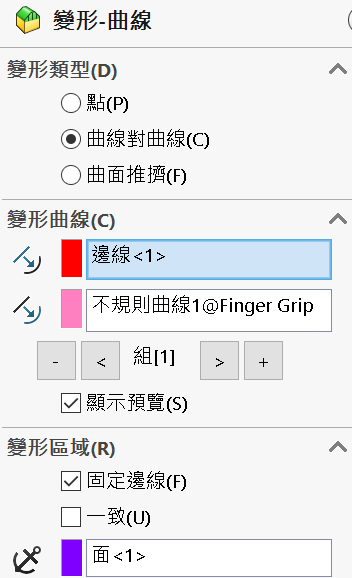 變形-曲線
變形類型(D)
點(P)
曲線對曲線(C)
曲面推擠(F)
變形曲線(C)
邊線<1>
不規則曲線1@Finger Grip
- < 組[1] > +
顯示預覽(S)
變形區域(R)
固定邊線(F)
一致(U)
面<1>